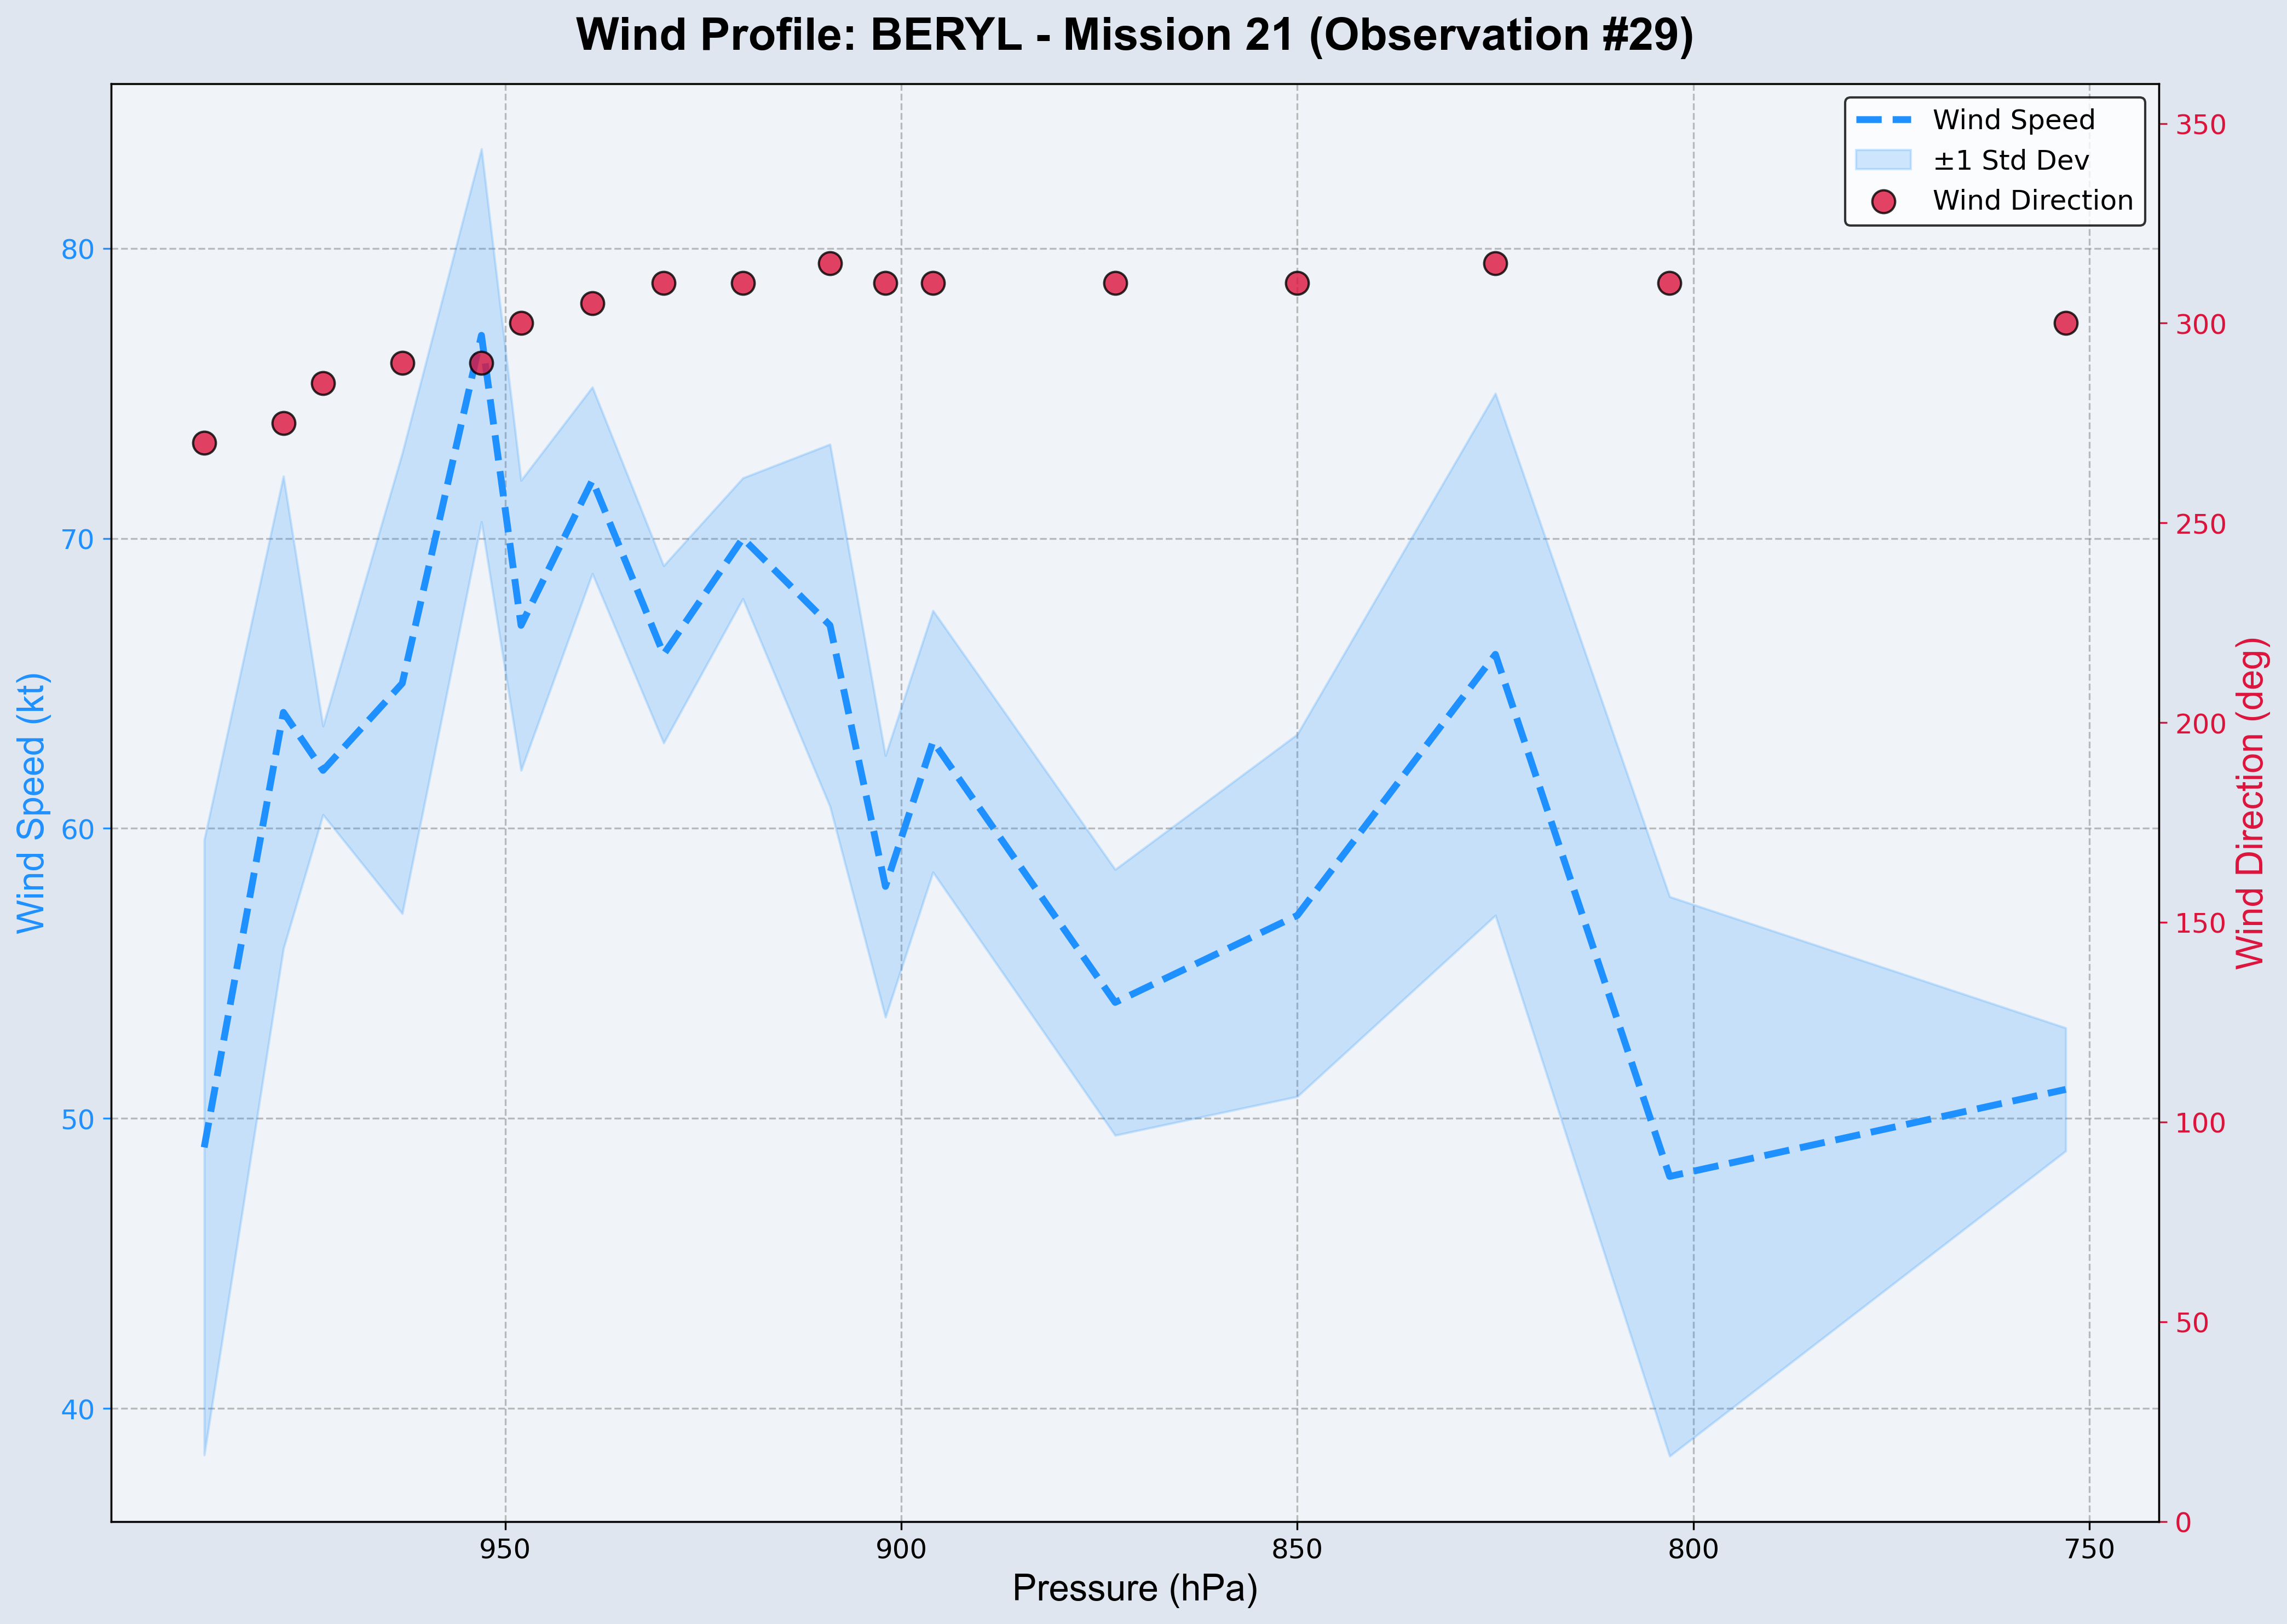 Wind Profile: BERYL - Mission 21 (Observation #29)
Wind Speed
±1 Std Dev
Wind Direction
Wind Speed (kt)
80
70
60
50
40
350
300
250
200
150
100
50
0
Wind Direction (deg)
950
900
850
800
750
Pressure (hPa)